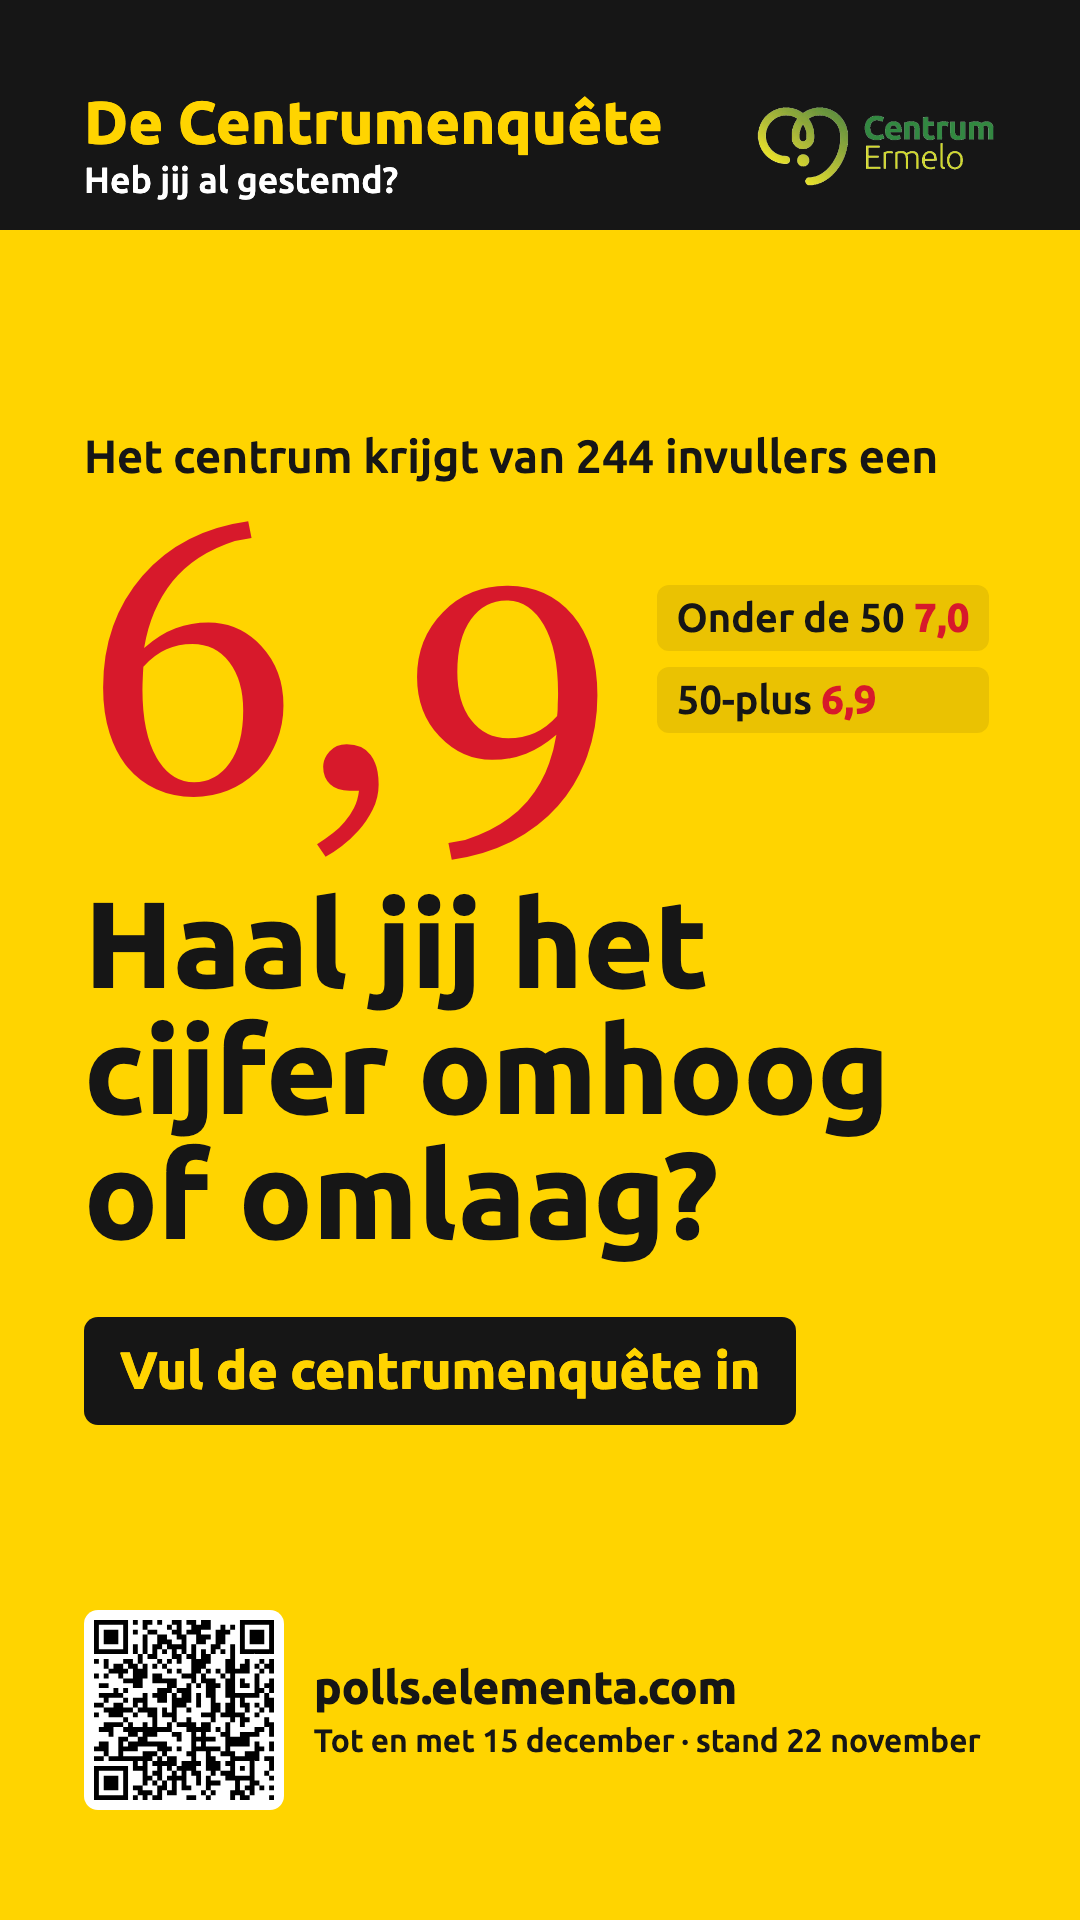 De Centrumenquête
Heb jij al gestemd?
Centrum
Ermelo
Het centrum krijgt van 244 invullers een
6,9
Onder de 50 7,0
50-plus 6,9
Haal jij het
cijfer omhoog
of omlaag?
Vul de centrumenquête in
polls.elementa.com
Tot en met 15 december · stand 22 november